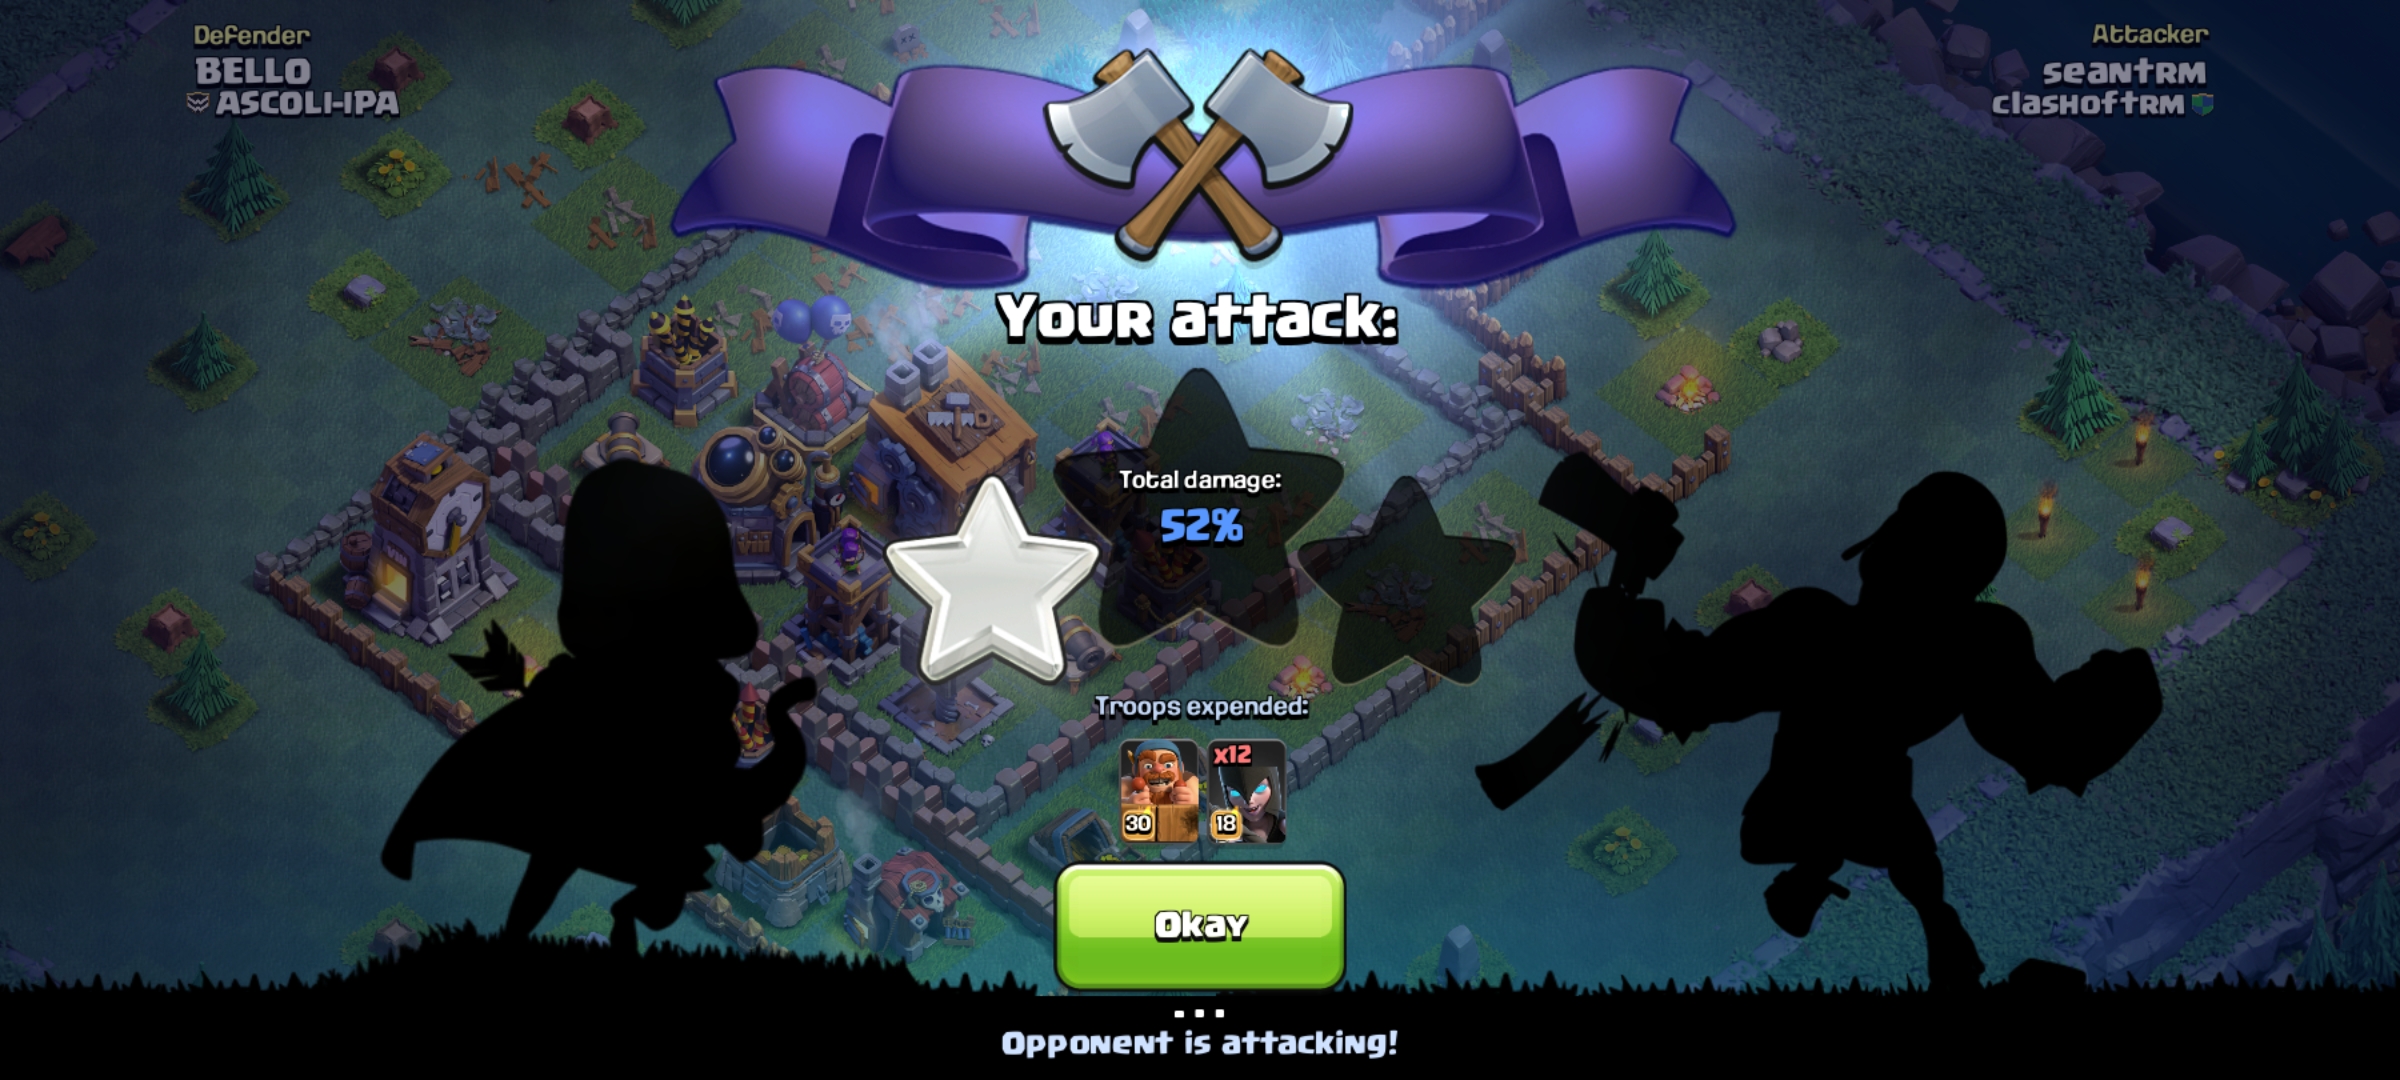 Defender
BELLO
ASCOLI-IPA
Attacker
seantRM
clashoftRM
Your attack:
Total damage:
52%
Troops expended:
x12
30
18
Okay
...
Opponent is attacking!